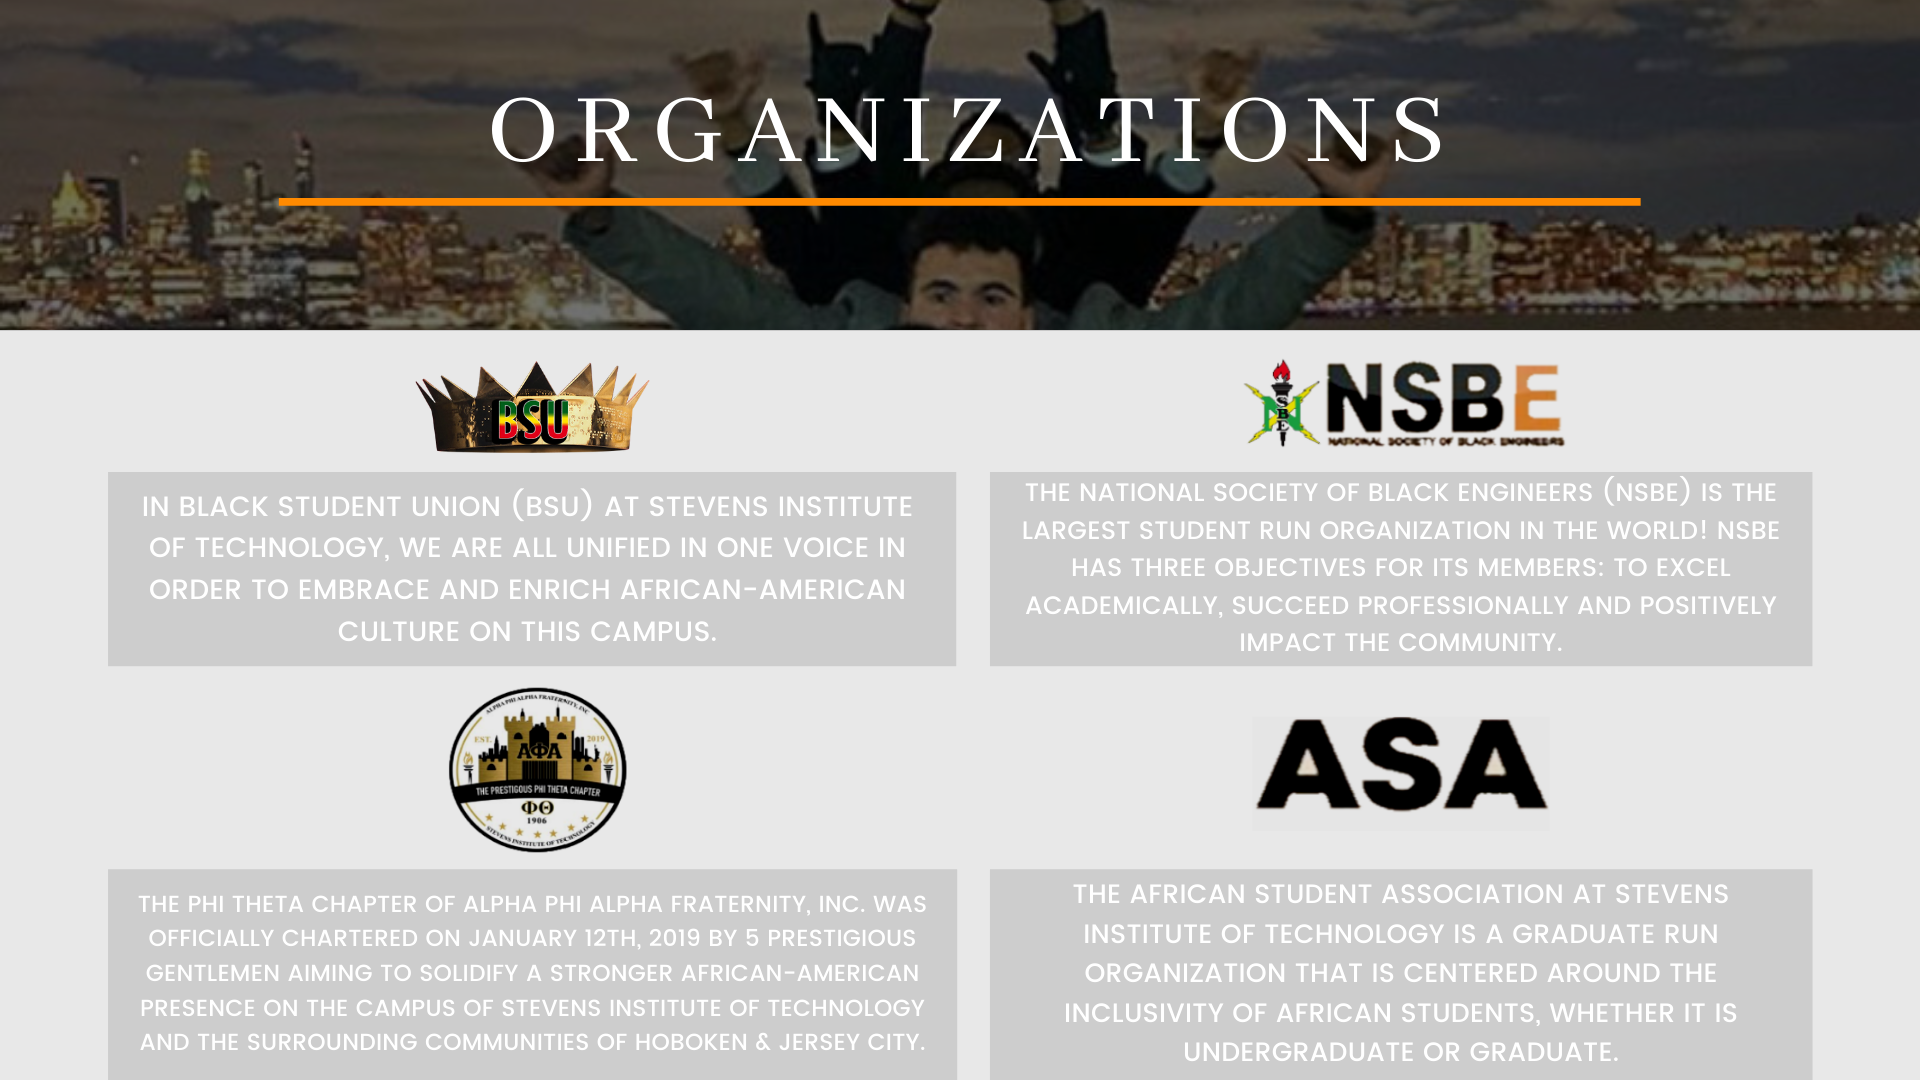 ORGANIZATIONS
BSU
IN BLACK STUDENT UNION (BSU) AT STEVENS INSTITUTE
OF TECHNOLOGY, WE ARE ALL UNIFIED IN ONE VOICE IN
ORDER TO EMBRACE AND ENRICH AFRICAN-AMERICAN
CULTURE ON THIS CAMPUS.
NSBE
NSBE
NATIONAL SOCIETY OF BLACK ENGINEERS
THE NATIONAL SOCIETY OF BLACK ENGINEERS (NSBE) IS THE
LARGEST STUDENT RUN ORGANIZATION IN THE WORLD! NSBE
HAS THREE OBJECTIVES FOR ITS MEMBERS: TO EXCEL
ACADEMICALLY, SUCCEED PROFESSIONALLY AND POSITIVELY
IMPACT THE COMMUNITY.
ALPHA PHI ALPHA FRATERNITY, INC
EST. 2019
ΑΦΑ
THE PRESTIGOUS PHI THETA CHAPTER
ΦΘ
1906
STEVENS INSTITUTE OF TECHNOLOGY
THE PHI THETA CHAPTER OF ALPHA PHI ALPHA FRATERNITY, INC. WAS
OFFICIALLY CHARTERED ON JANUARY 12TH, 2019 BY 5 PRESTIGIOUS
GENTLEMEN AIMING TO SOLIDIFY A STRONGER AFRICAN-AMERICAN
PRESENCE ON THE CAMPUS OF STEVENS INSTITUTE OF TECHNOLOGY
AND THE SURROUNDING COMMUNITIES OF HOBOKEN & JERSEY CITY.
ASA
THE AFRICAN STUDENT ASSOCIATION AT STEVENS
INSTITUTE OF TECHNOLOGY IS A GRADUATE RUN
ORGANIZATION THAT IS CENTERED AROUND THE
INCLUSIVITY OF AFRICAN STUDENTS, WHETHER IT IS
UNDERGRADUATE OR GRADUATE.